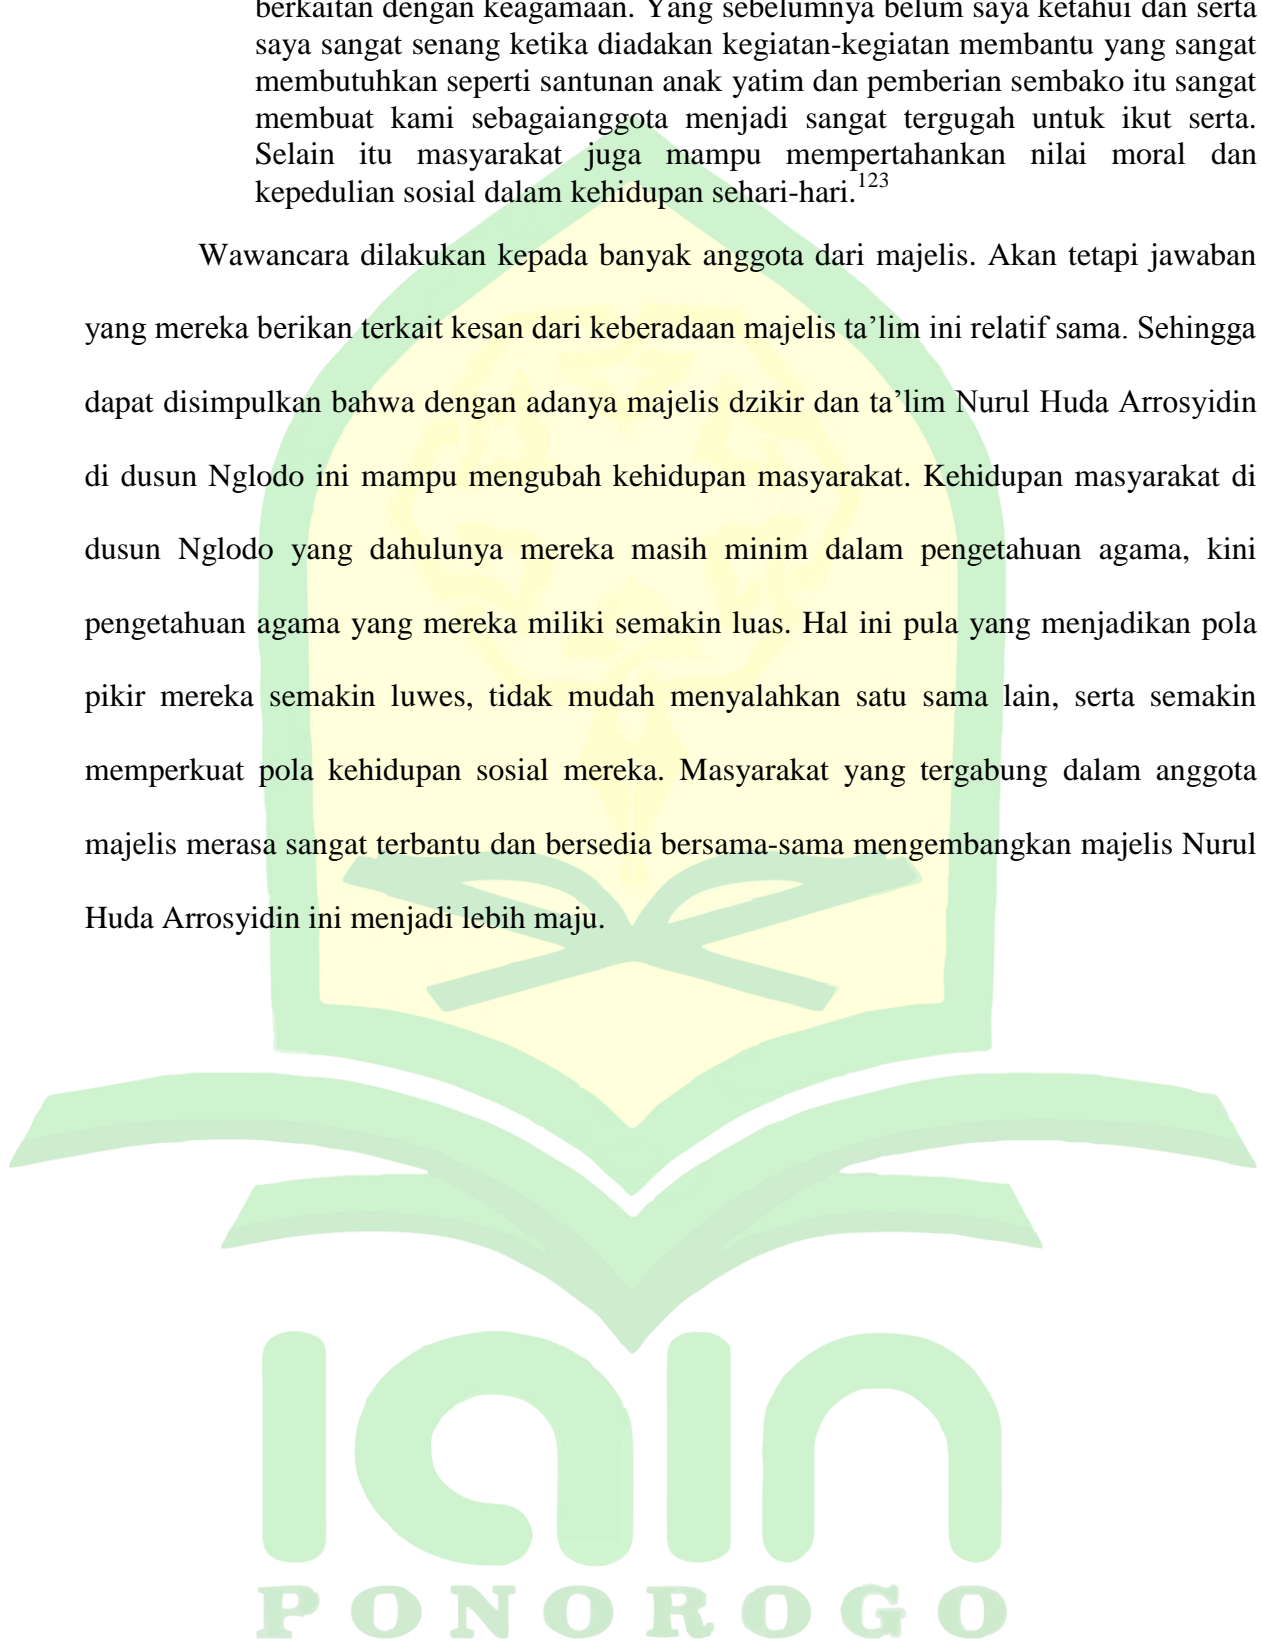 berkaitan dengan keagamaan. Yang sebelumnya belum saya ketahui dan serta
saya sangat senang ketika diadakan kegiatan-kegiatan membantu yang sangat
membutuhkan seperti santunan anak yatim dan pemberian sembako itu sangat
membuat kami sebagaianggota menjadi sangat tergugah untuk ikut serta.
Selain itu masyarakat juga mampu mempertahankan nilai moral dan
kepedulian sosial dalam kehidupan sehari-hari.123
Wawancara dilakukan kepada banyak anggota dari majelis. Akan tetapi jawaban
yang mereka berikan terkait kesan dari keberadaan majelis ta’lim ini relatif sama. Sehingga
dapat disimpulkan bahwa dengan adanya majelis dzikir dan ta’lim Nurul Huda Arrosyidin
di dusun Nglodo ini mampu mengubah kehidupan masyarakat. Kehidupan masyarakat di
dusun Nglodo yang dahulunya mereka masih minim dalam pengetahuan agama, kini
pengetahuan agama yang mereka miliki semakin luas. Hal ini pula yang menjadikan pola
pikir mereka semakin luwes, tidak mudah menyalahkan satu sama lain, serta semakin
memperkuat pola kehidupan sosial mereka. Masyarakat yang tergabung dalam anggota
majelis merasa sangat terbantu dan bersedia bersama-sama mengembangkan majelis Nurul
Huda Arrosyidin ini menjadi lebih maju.
iain
PONOROGO